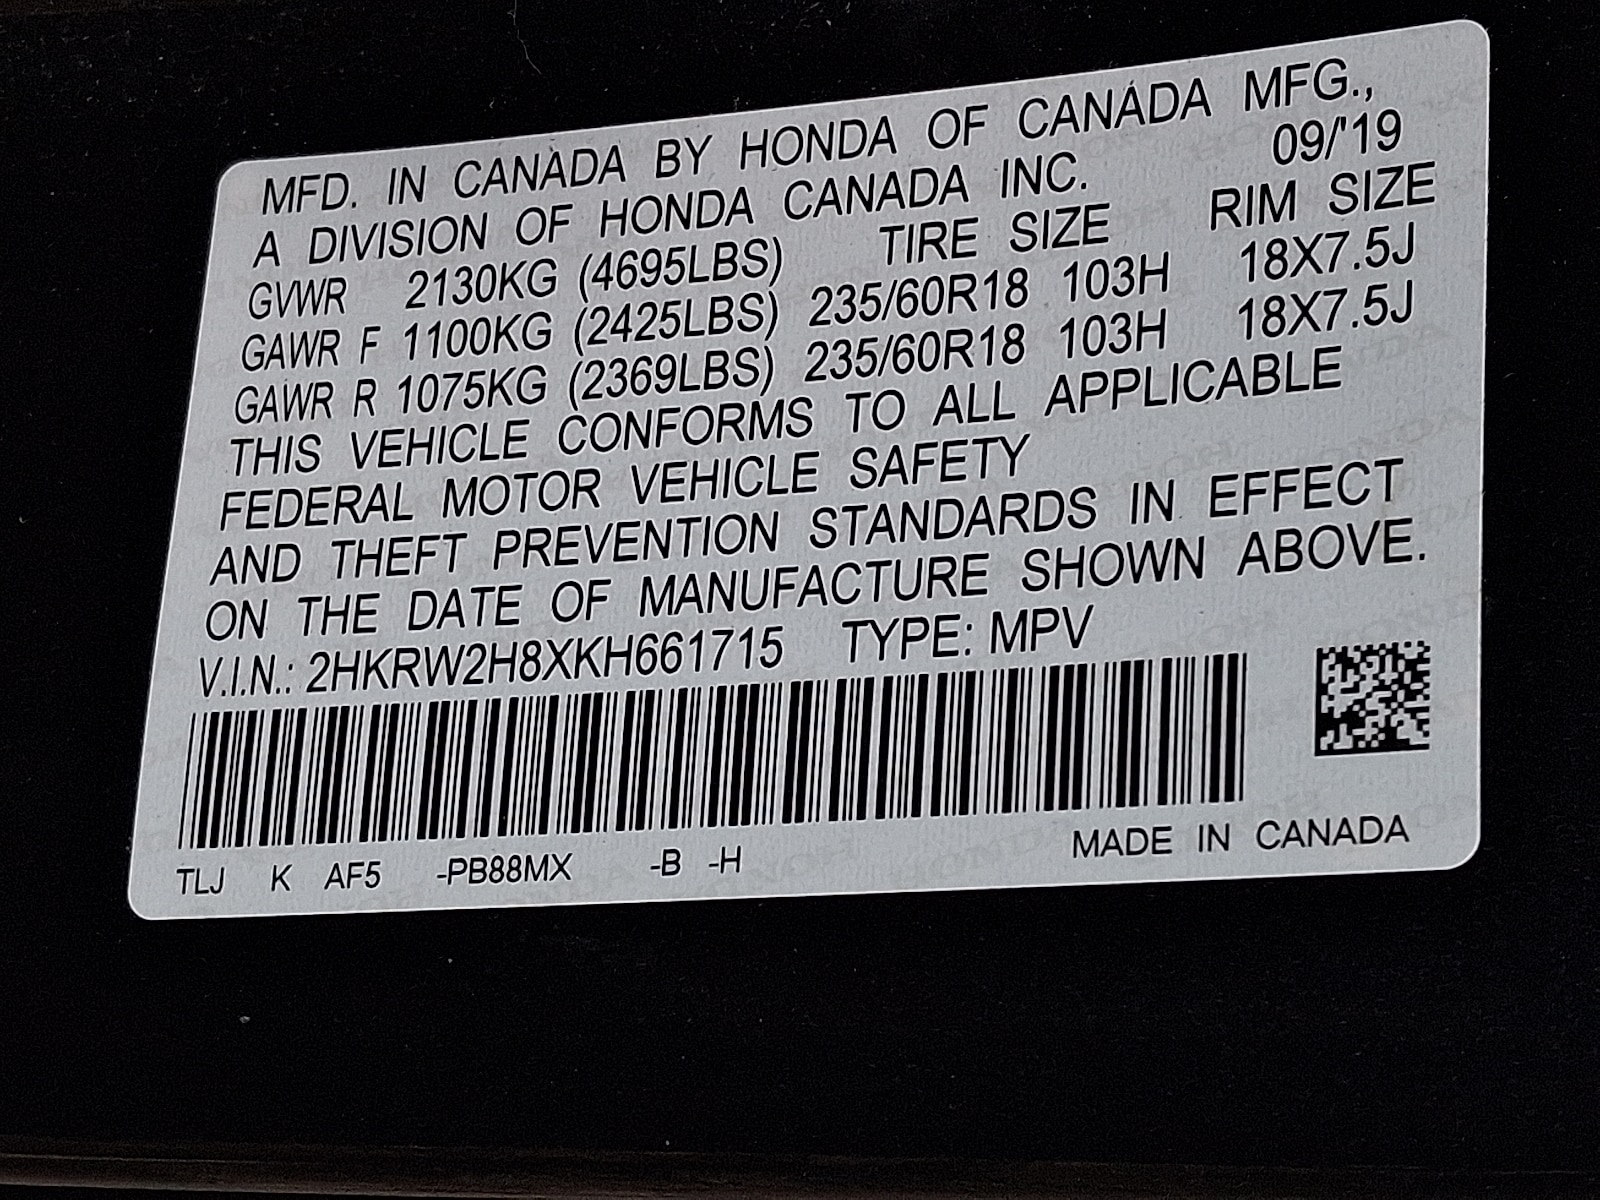 MFD. IN CANADA BY HONDA OF CANADA MFG.,
A DIVISION OF HONDA CANADA INC. 09/'19
GVWR 2130KG (4695LBS) TIRE SIZE RIM SIZE
GAWR F 1100KG (2425LBS) 235/60R18 103H 18X7.5J
GAWR R 1075KG (2369LBS) 235/60R18 103H 18X7.5J
THIS VEHICLE CONFORMS TO ALL APPLICABLE
FEDERAL MOTOR VEHICLE SAFETY
AND THEFT PREVENTION STANDARDS IN EFFECT
ON THE DATE OF MANUFACTURE SHOWN ABOVE.
V.I.N.: 2HKRW2H8XKH661715 TYPE: MPV
TLJ K AF5 -PB88MX -B -H MADE IN CANADA